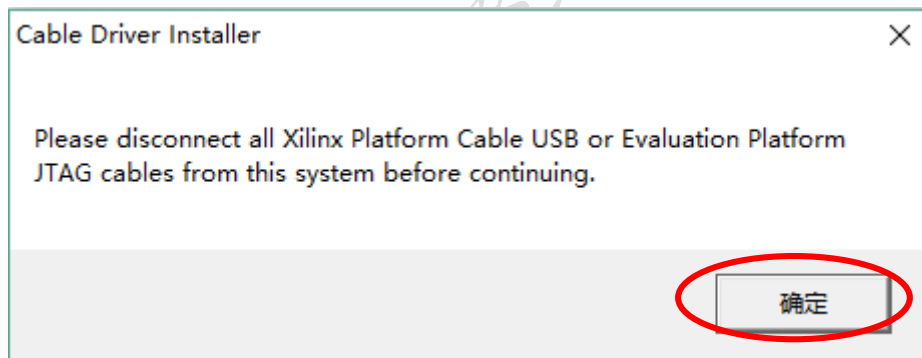 Cable Driver Installer
Please disconnect all Xilinx Platform Cable USB or Evaluation Platform
JTAG cables from this system before continuing.
确定